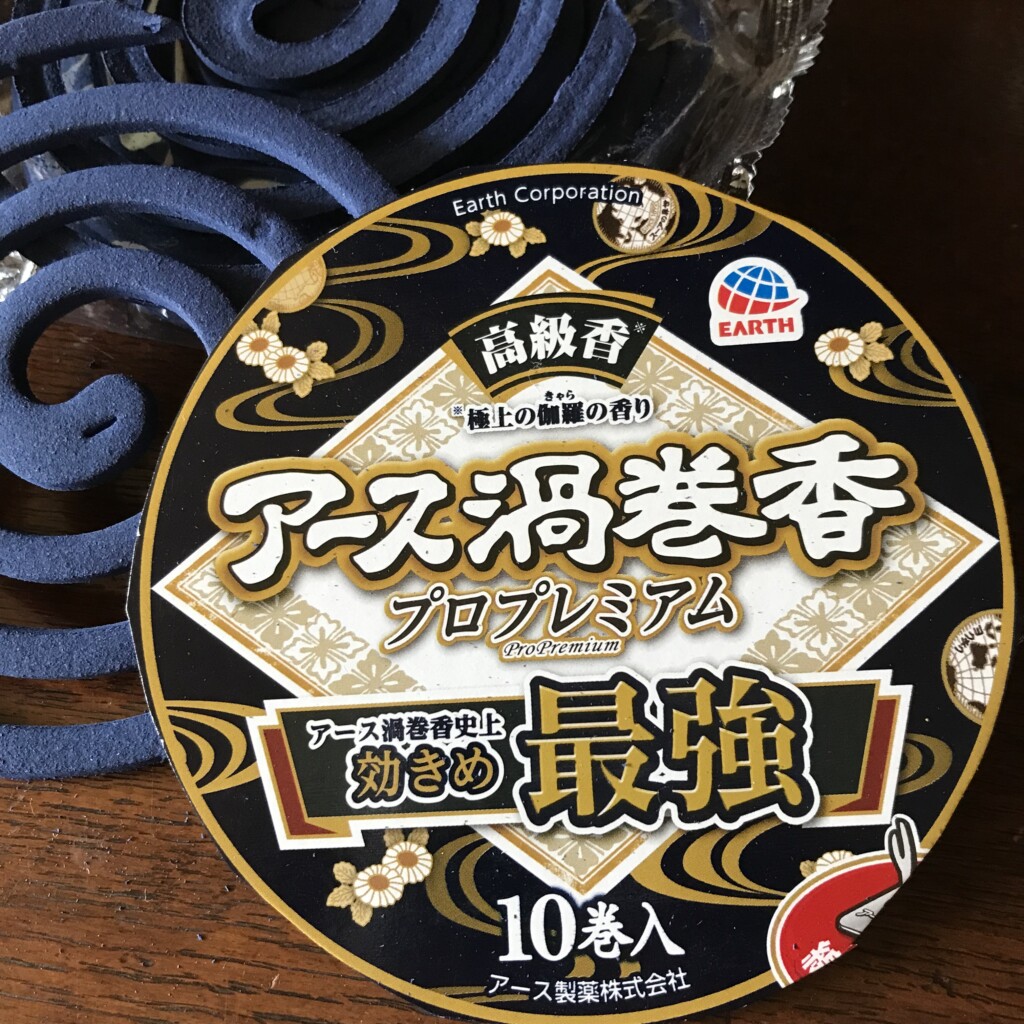 Earth Corporation
EARTH
高級香※
きゃら
※極上の伽羅の香り
アース渦巻香
プロプレミアム
ProPremium
アース渦巻香史上
効きめ
最強
10巻入
アース製薬株式会社